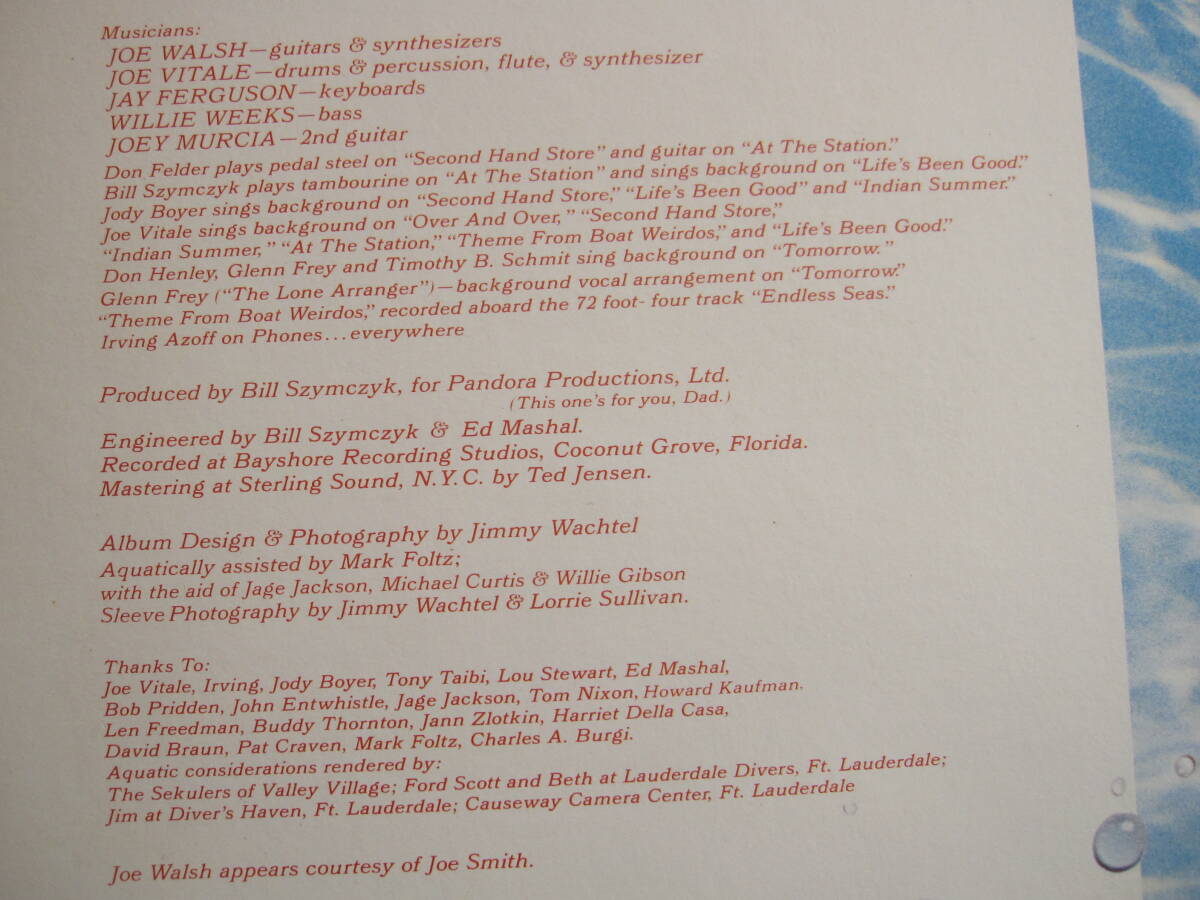 Musicians:
JOE WALSH—guitars & synthesizers
JOE VITALE—drums & percussion, flute, & synthesizer
JAY FERGUSON—keyboards
WILLIE WEEKS—bass
JOEY MURCIA—2nd guitar
Don Felder plays pedal steel on “Second Hand Store” and guitar on “At The Station.”
Bill Szymczyk plays tambourine on “At The Station” and sings background on “Life’s Been Good.”
Jody Boyer sings background on “Second Hand Store,” “Life’s Been Good” and “Indian Summer.”
Joe Vitale sings background on “Over And Over,” “Second Hand Store,”
“Indian Summer,” “At The Station,” “Theme From Boat Weirdos,” and “Life’s Been Good.”
Don Henley, Glenn Frey and Timothy B. Schmit sing background on “Tomorrow.”
Glenn Frey (“The Lone Arranger”)—background vocal arrangement on “Tomorrow.”
“Theme From Boat Weirdos,” recorded aboard the 72 foot- four track “Endless Seas.”
Irving Azoff on Phones...everywhere
Produced by Bill Szymczyk, for Pandora Productions, Ltd.
(This one’s for you, Dad.)
Engineered by Bill Szymczyk & Ed Mashal.
Recorded at Bayshore Recording Studios, Coconut Grove, Florida.
Mastering at Sterling Sound, N.Y.C. by Ted Jensen.
Album Design & Photography by Jimmy Wachtel
Aquatically assisted by Mark Foltz;
with the aid of Jage Jackson, Michael Curtis & Willie Gibson
Sleeve Photography by Jimmy Wachtel & Lorrie Sullivan.
Thanks To:
Joe Vitale, Irving, Jody Boyer, Tony Taibi, Lou Stewart, Ed Mashal,
Bob Pridden, John Entwhistle, Jage Jackson, Tom Nixon, Howard Kaufman,
Len Freedman, Buddy Thornton, Jann Zlotkin, Harriet Della Casa,
David Braun, Pat Craven, Mark Foltz, Charles A. Burgi.
Aquatic considerations rendered by:
The Sekulers of Valley Village; Ford Scott and Beth at Lauderdale Divers, Ft. Lauderdale;
Jim at Diver’s Haven, Ft. Lauderdale; Causeway Camera Center, Ft. Lauderdale
Joe Walsh appears courtesy of Joe Smith.